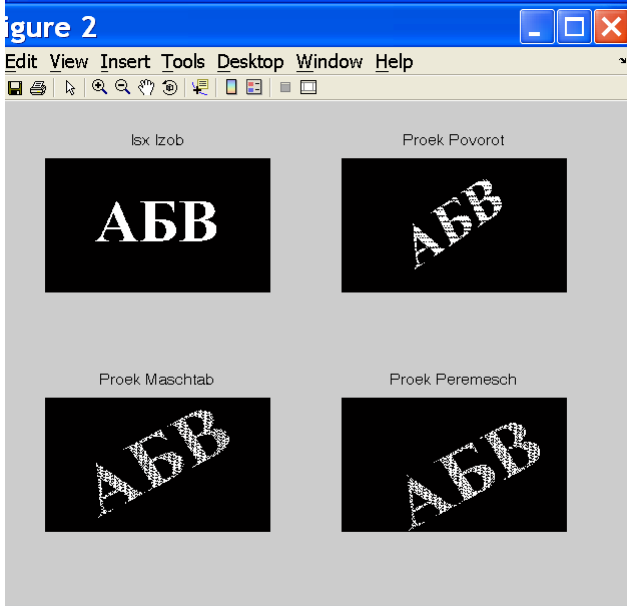 igure 2
Edit View Insert Tools Desktop Window Help
Isx Izob
Proek Povorot
АБВ
АБВ
Proek Maschtab
Proek Peremesch
АБВ
АБВ